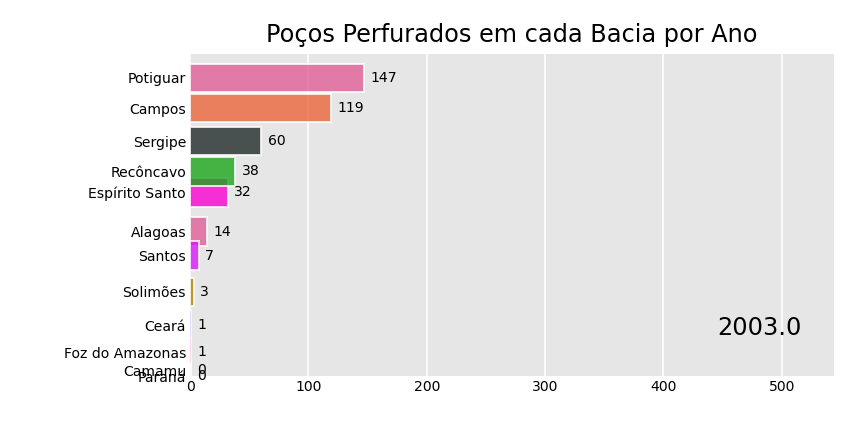 Poços Perfurados em cada Bacia por Ano
Potiguar 147
Campos 119
Sergipe 60
Recôncavo 38
Espírito Santo 32
Alagoas 14
Santos 7
Solimões 3
Ceará 1
2003.0
Foz do Amazonas 1
Camamu 0
Paraná 0
0 100 200 300 400 500